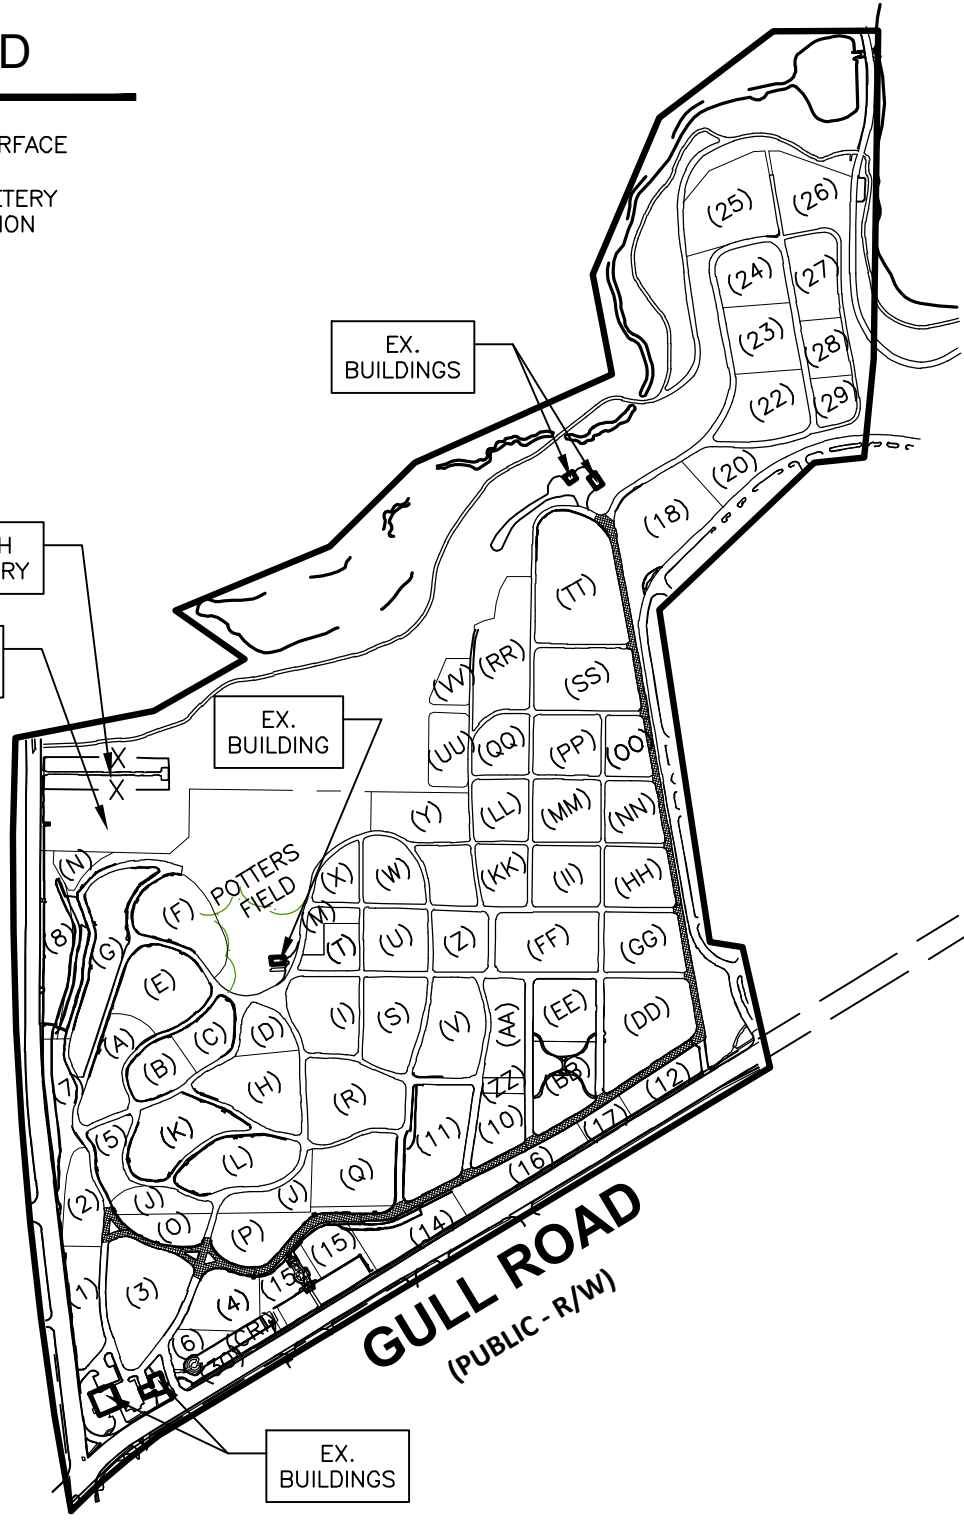 D
RFACE
ETERY
ION
(25)
(26)
(24)
(27)
(23)
(28)
(22)
(29)
EX.
BUILDINGS
(20)
(18)
H
RY
(TT)
(RR)
(SS)
(VV)
EX.
BUILDING
(UU)
(QQ)
(PP)
(OO)
X
X
(Y)
(LL)
(MM)
(NN)
(N)
POTTERS
FIELD
(X)
(W)
(KK)
(II)
(HH)
(F)
(M)
(8)
(G)
(T)
(U)
(Z)
(FF)
(GG)
(E)
(A)
(C)
(D)
(I)
(S)
(V)
(AA)
(EE)
(DD)
(B)
(7)
(H)
(R)
(ZZ)
(BB)
(12)
(5)
(K)
(11)
(10)
(17)
(L)
(Q)
(16)
(2)
(J)
(J)
(O)
(P)
(15)
(14)
(1)
(3)
(4)
(15)
(6)
(CR)
(30)
GULL ROAD
(PUBLIC - R/W)
EX.
BUILDINGS